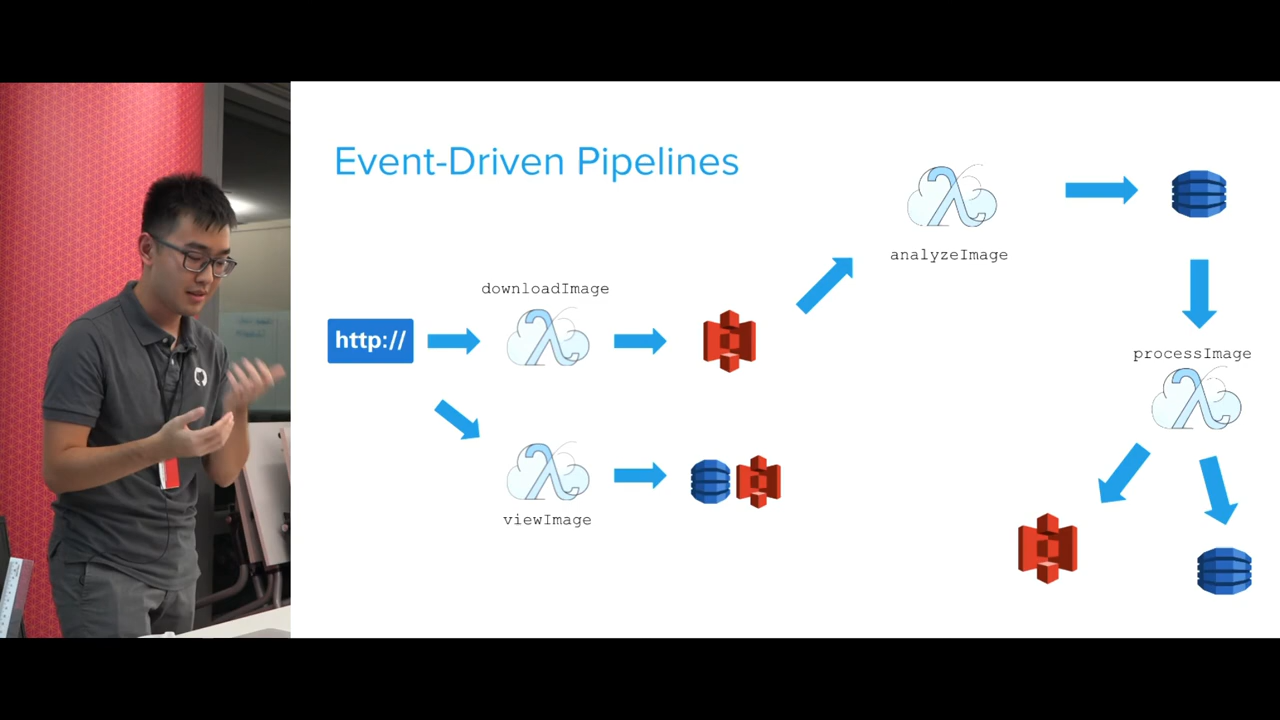 Event-Driven Pipelines
analyzeImage
downloadImage
http://
processImage
viewImage